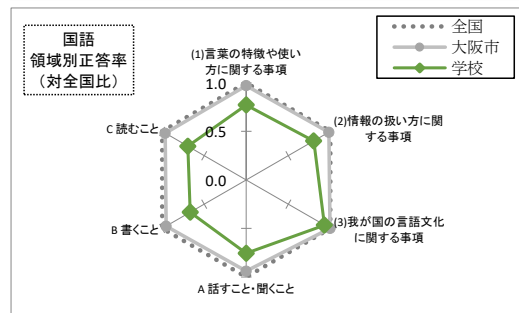 国語
領域別正答率
（対全国比）
全国
大阪市
学校
(1)言葉の特徴や使い
方に関する事項
1.0
0.5
0.0
(2)情報の扱い方に関
する事項
(3)我が国の言語文化
に関する事項
A 話すこと・聞くこと
B 書くこと
C 読むこと